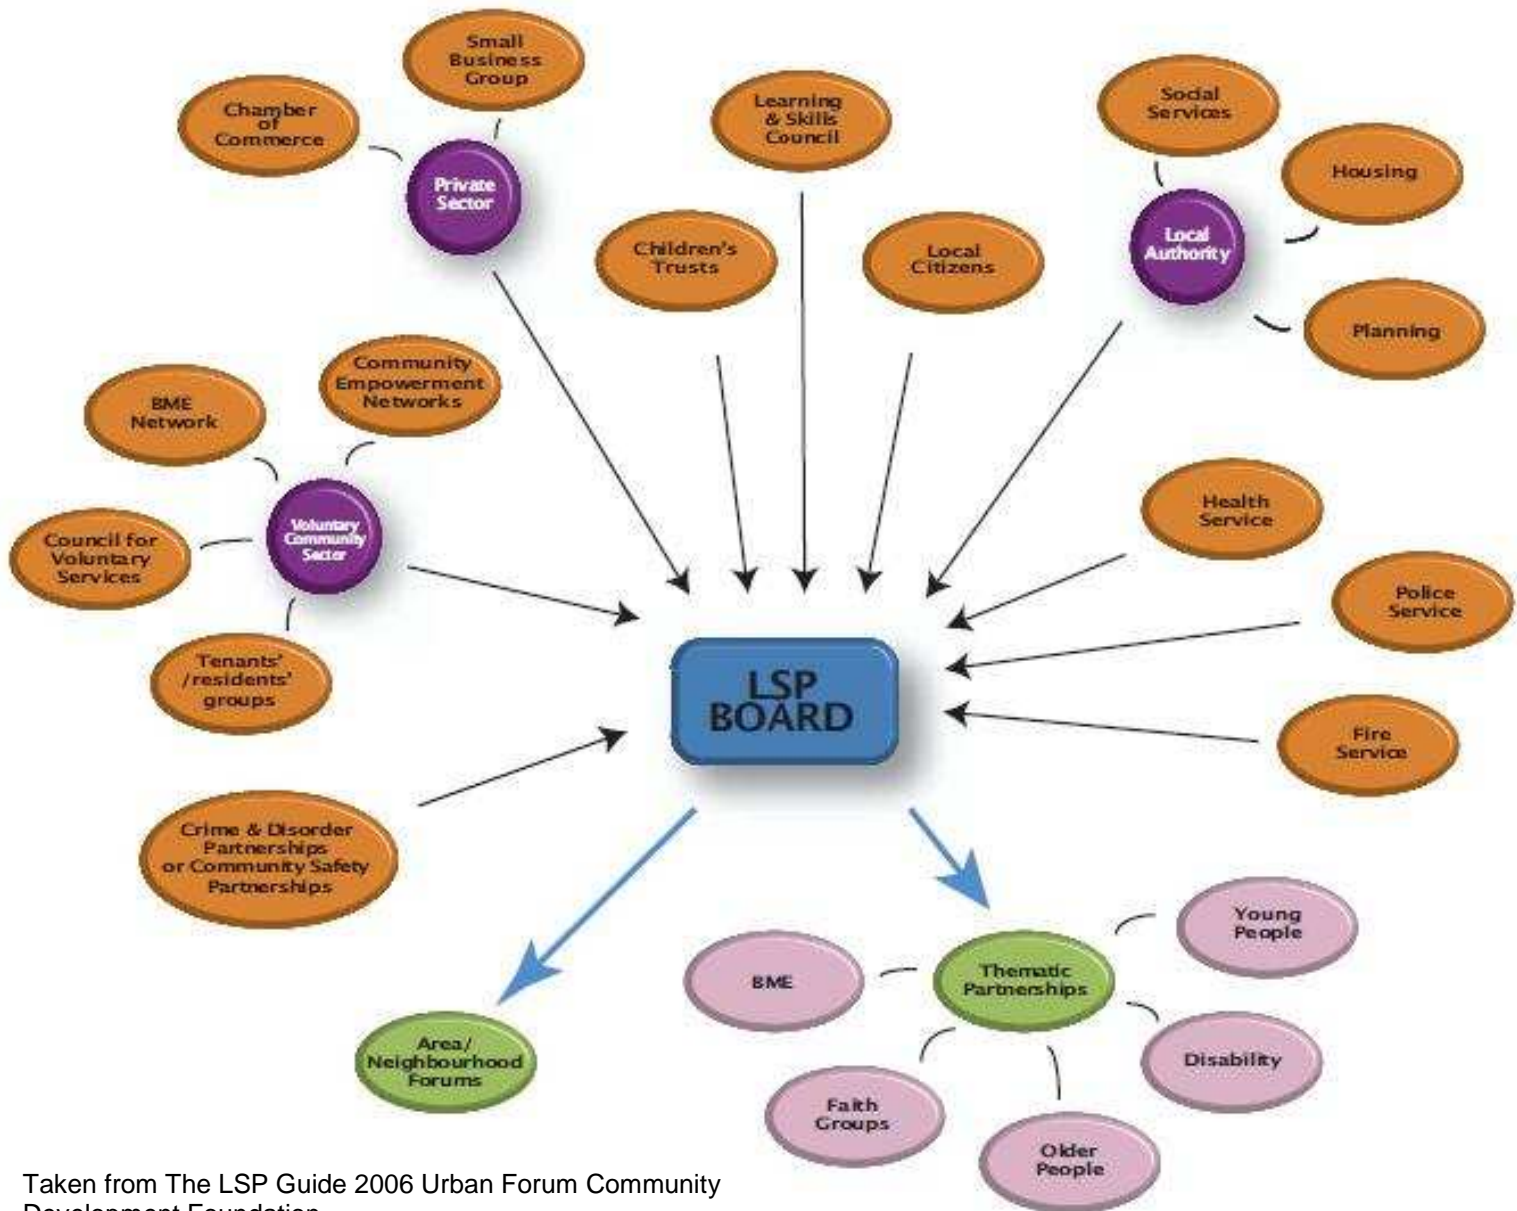 Small
Business
Group
Chamber
of
Commerce
Private
Sector
Learning
& Skills
Council
Children's
Trusts
Local
Citizens
Social
Services
Housing
Local
Authority
Planning
Community
Empowerment
Networks
BME
Network
Voluntary
Community
Sector
Council for
Voluntary
Services
Tenants'
/residents'
groups
Health
Service
Police
Service
Fire
Service
LSP
BOARD
Crime & Disorder
Partnerships
or Community Safety
Partnerships
Young
People
Thematic
Partnerships
BME
Area/
Neighbourhood
Forums
Disability
Faith
Groups
Older
People
Taken from The LSP Guide 2006 Urban Forum Community
Development Foundation